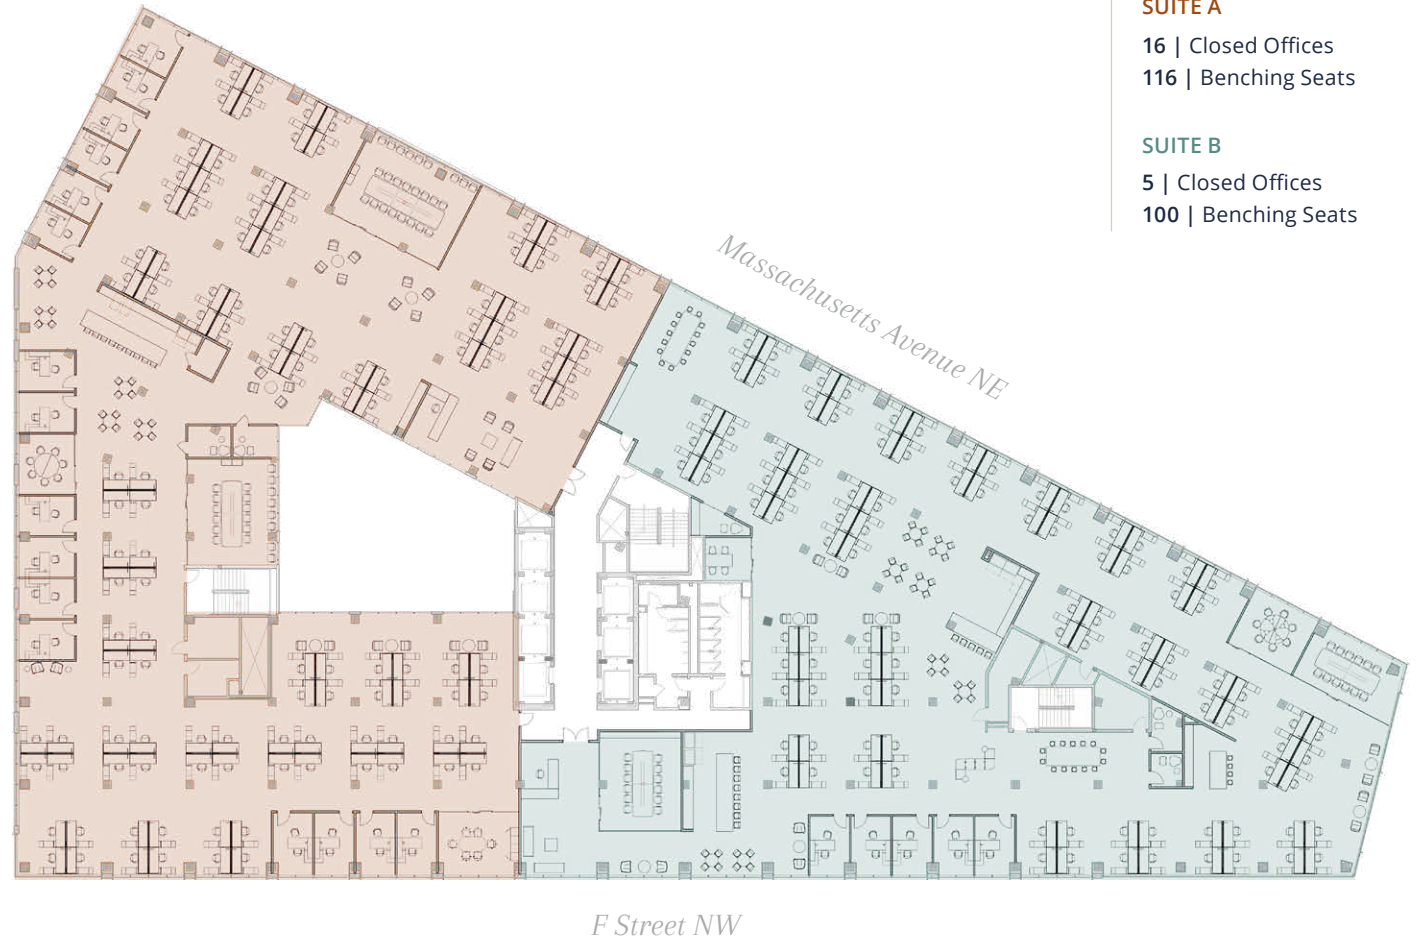 SUITE A
16 | Closed Offices
116 | Benching Seats
SUITE B
5 | Closed Offices
100 | Benching Seats
Massachusetts Avenue NE
F Street NW